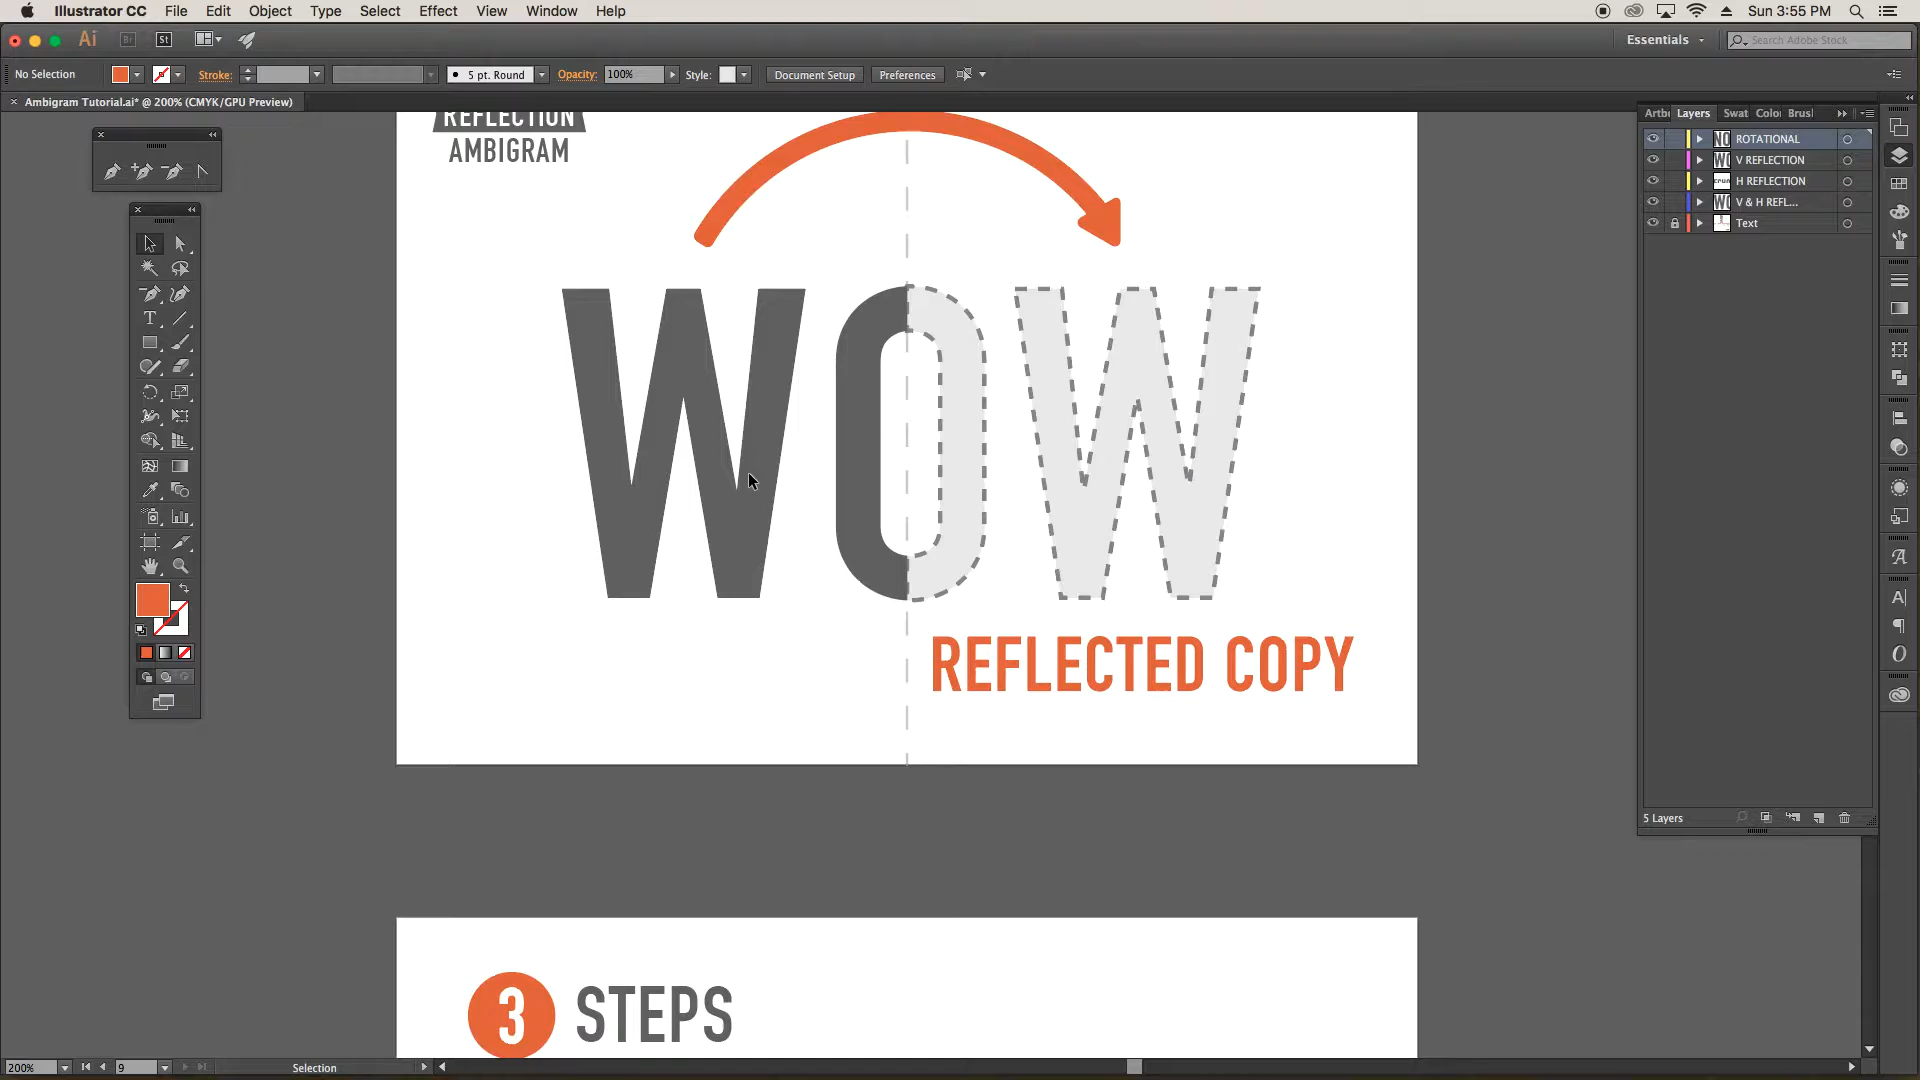 Illustrator CC File Edit Object Type Select Effect View Window Help Sun 3:55 PM
Ai Br St Essentials Search Adobe Stock
No Selection Stroke: 5 pt. Round Opacity: 100% Style: Document Setup Preferences
× Ambigram Tutorial.ai* @ 200% (CMYK/GPU Preview)
Layers Swat Colo Brus
ROTATIONAL
V REFLECTION
H REFLECTION
V & H REFL...
Text
5 Layers
REFLECTION
AMBIGRAM
WOW
REFLECTED COPY
3 STEPS
200% 9 Selection